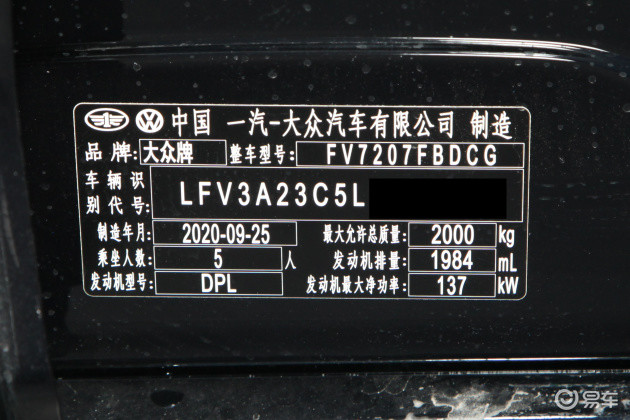 中国 一汽-大众汽车有限公司 制造
品牌: 大众牌 整车型号: FV7207FBDCG
车辆识别代号: LFV3A23C5L
制造年月: 2020-09-25 最大允许总质量: 2000 kg
乘坐人数: 5 人 发动机排量: 1984 mL
发动机型号: DPL 发动机最大净功率: 137 kW
易车